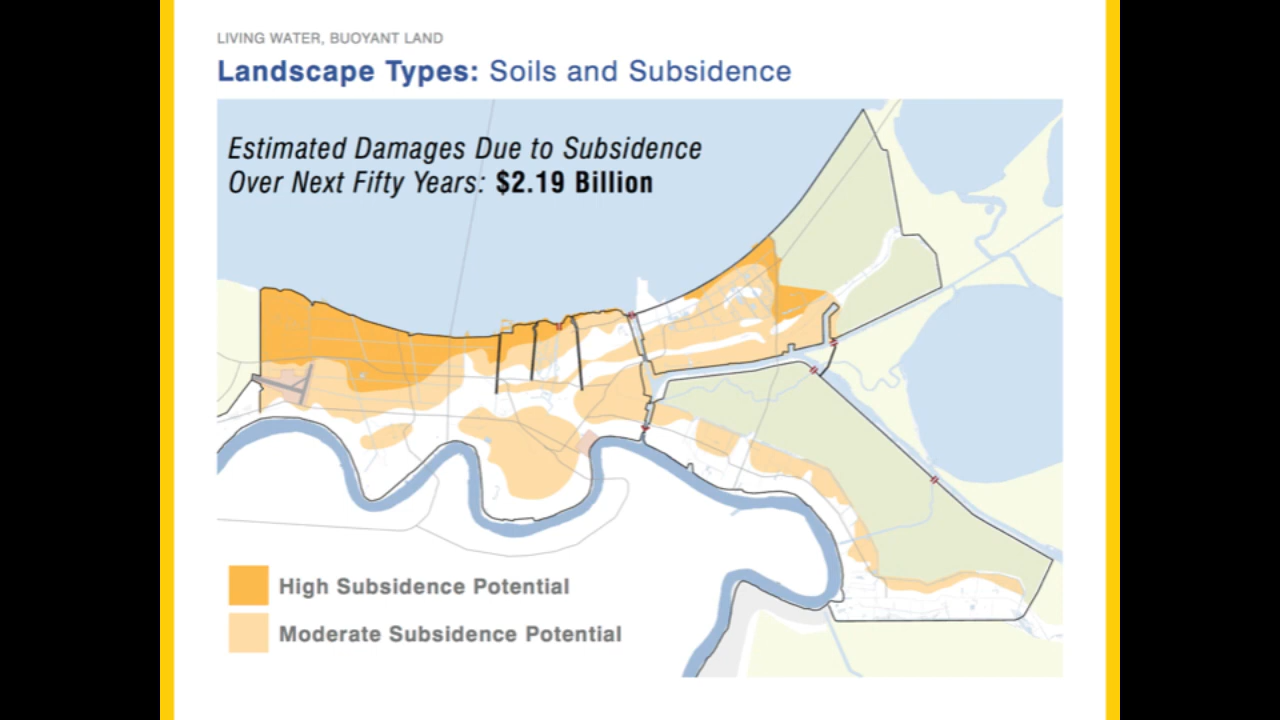 LIVING WATER, BUOYANT LAND
Landscape Types: Soils and Subsidence
Estimated Damages Due to Subsidence
Over Next Fifty Years: $2.19 Billion
High Subsidence Potential
Moderate Subsidence Potential